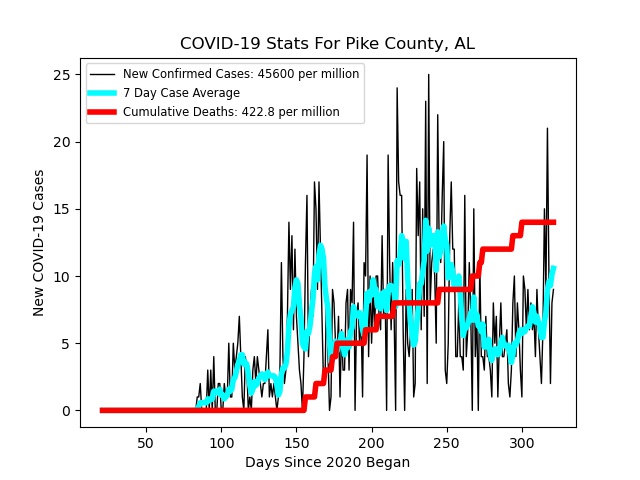 COVID-19 Stats For Pike County, AL
New Confirmed Cases: 45600 per million
7 Day Case Average
Cumulative Deaths: 422.8 per million
New COVID-19 Cases
25
20
15
10
5
0
50 100 150 200 250 300
Days Since 2020 Began